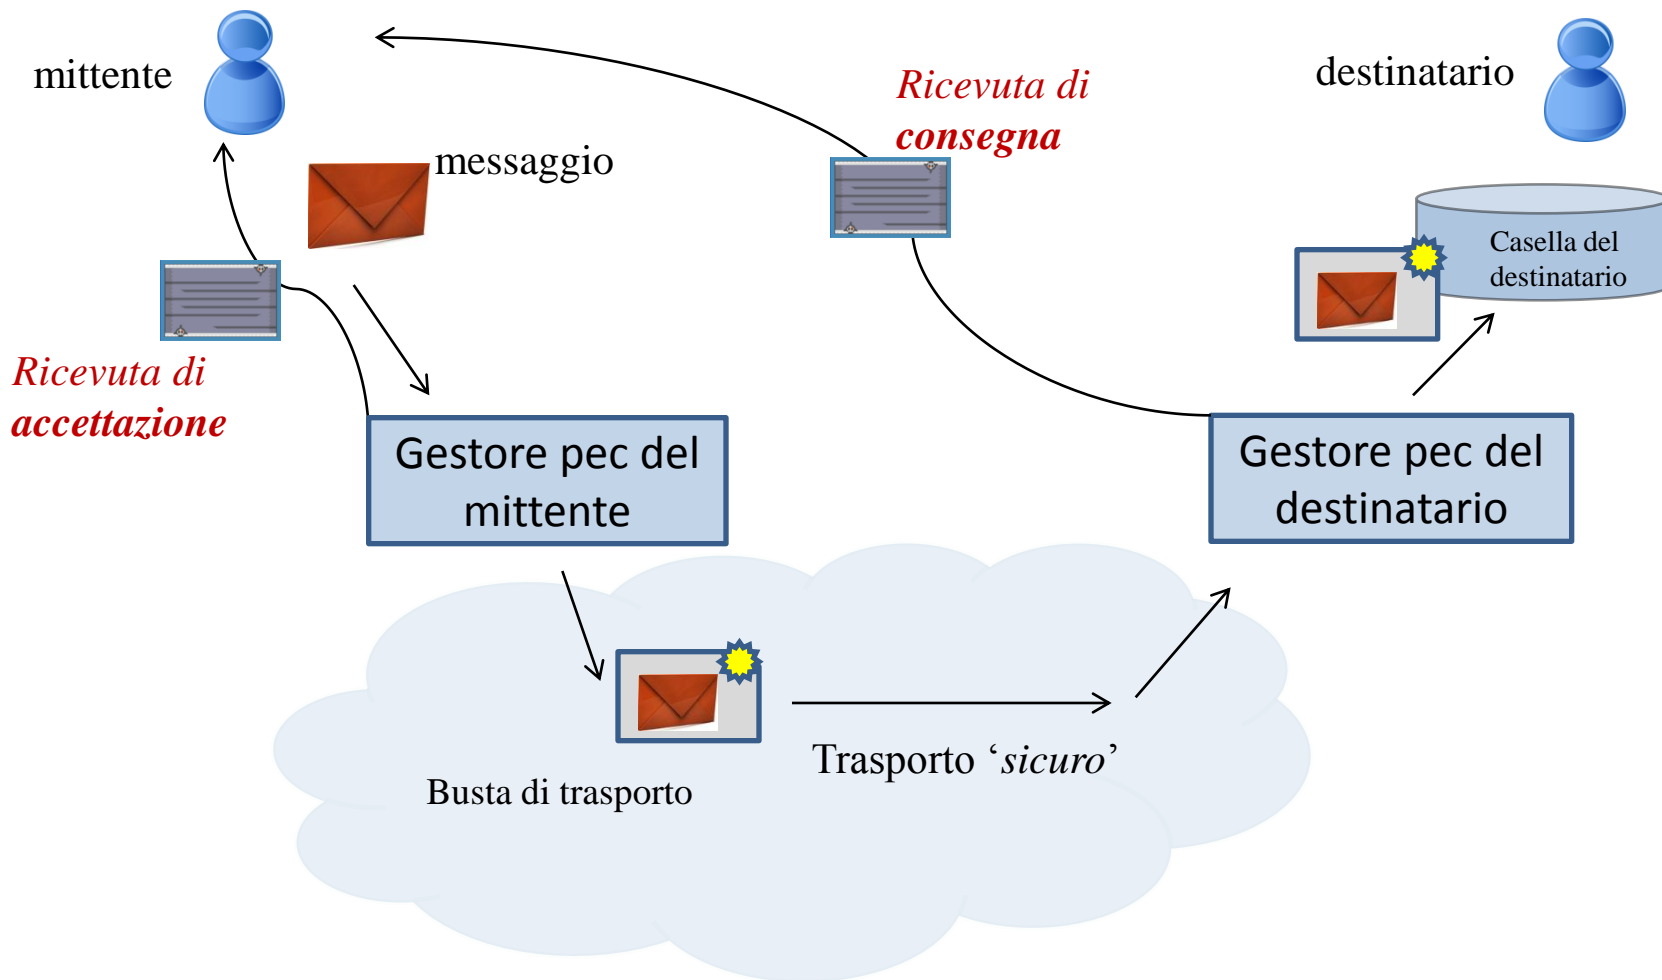 mittente
destinatario
Ricevuta di
consegna
messaggio
Casella del
destinatario
Ricevuta di
accettazione
Gestore pec del
mittente
Gestore pec del
destinatario
Trasporto ‘sicuro’
Busta di trasporto